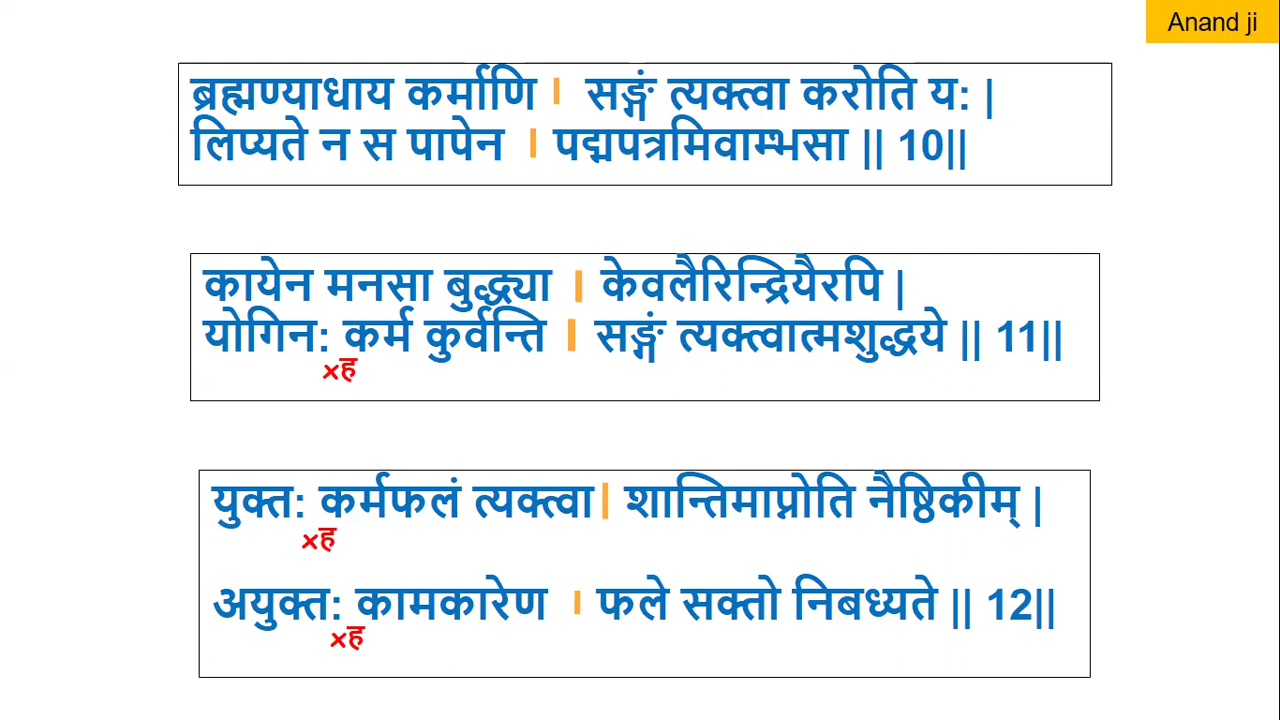 Anand ji
ब्रह्मण्याधाय कर्माणि । सङ्गं त्यक्त्वा करोति य: |
लिप्यते न स पापेन । पद्मपत्रमिवाम्भसा || 10||
कायेन मनसा बुद्ध्या । केवलैरिन्द्रियैरपि |
योगिन: कर्म कुर्वन्ति । सङ्गं त्यक्त्वात्मशुद्धये || 11||
×ह
युक्त: कर्मफलं त्यक्त्वा। शान्तिमाप्नोति नैष्ठिकीम् |
×ह
अयुक्त: कामकारेण । फले सक्तो निबध्यते || 12||
×ह